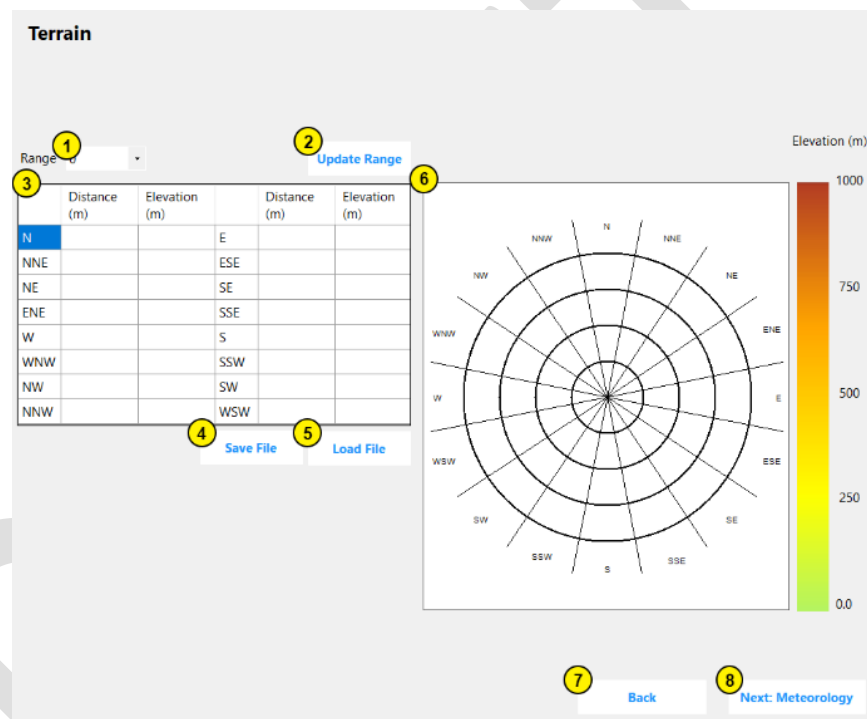 Terrain
Elevation (m)
1
2
Range 0
Update Range
3
6
Distance (m) Elevation (m) Distance (m) Elevation (m)
N E
NNE ESE
NE SE
ENE SSE
W S
WNW SSW
NW SW
NNW WSW
4
5
Save File
Load File
N
NNW NNE
NW NE
WNW ENE
W E
WSW ESE
SW SE
SSW SSE
S
1000
750
500
250
0.0
7
8
Back
Next: Meteorology